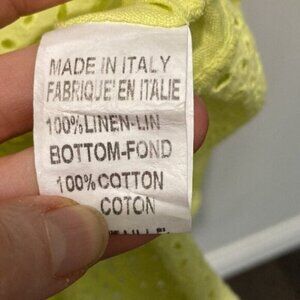 MADE IN ITALY
FABRIQUE' EN ITALIE
100%LINEN-LIN
BOTTOM-FOND
100%COTTON
COTON